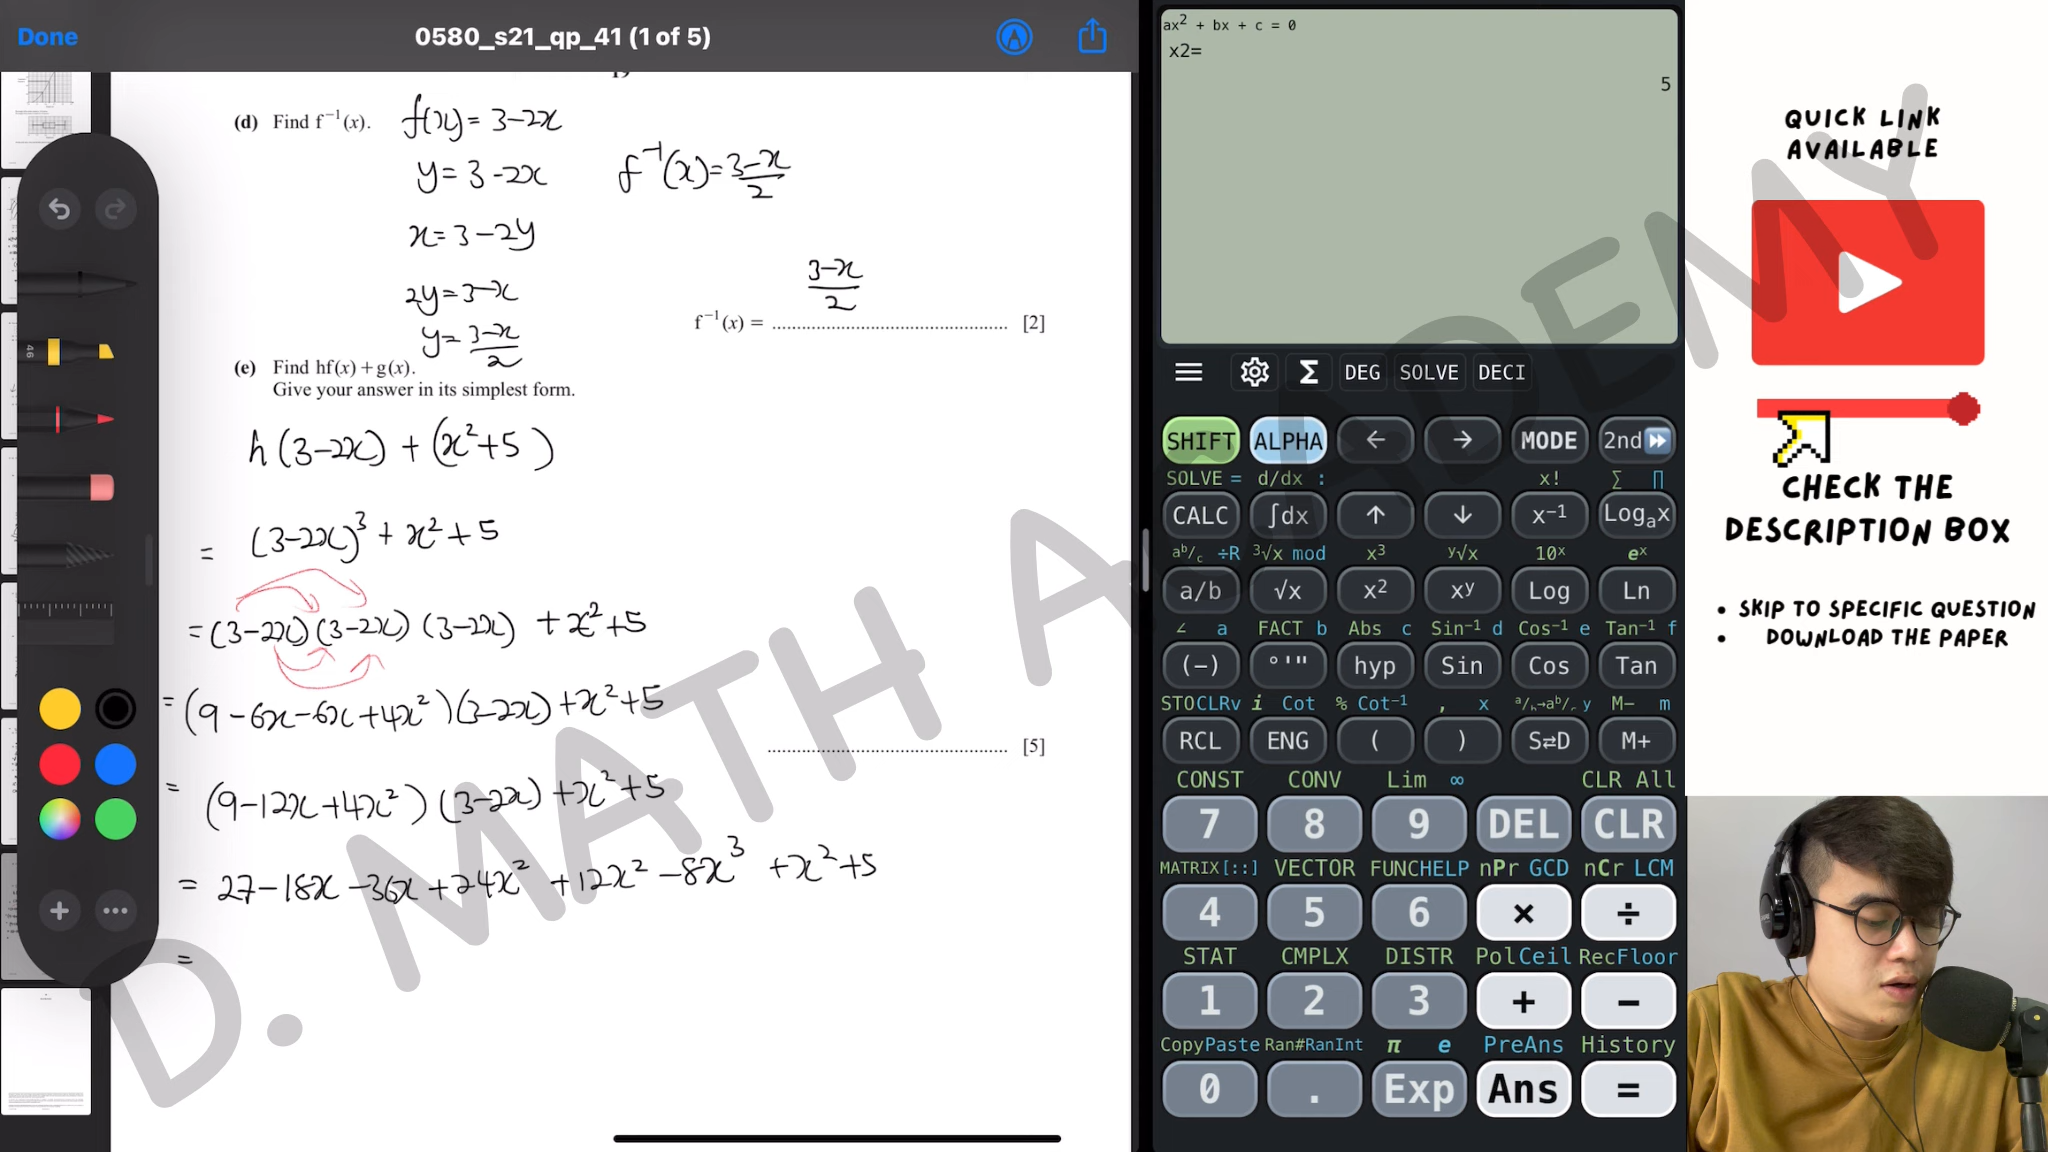 Done
0580_s21_qp_41 (1 of 5)
(d) Find f⁻¹(x).
f(x) = 3-2x
y = 3-2x
x = 3-2y
2y = 3-x
y = 3-x/2
f⁻¹(x) = 3-x/2
3-x/2
f⁻¹(x) = .............................................. [2]
(e) Find hf(x) + g(x).
Give your answer in its simplest form.
h (3-2x) + (x²+5)
= (3-2x)³ + x² + 5
= (3-2x)(3-2x)(3-2x) + x²+5
= (9-6x-6x+4x²)(3-2x)+x²+5
.............................................. [5]
= (9-12x+4x²)(3-2x)+x²+5
= 27-18x-36x+24x²+12x²-8x³ +x²+5
=
46
D. MATH ACADEMY
ax² + bx + c = 0
x2=
5
DEG SOLVE DECI
SHIFT ALPHA ← → MODE 2nd
SOLVE = d/dx : x! ∑ ∏
CALC ∫dx ↑ ↓ x⁻¹ Logₐx
aᵇ/c ÷R ³√x mod x³ ʸ√x 10ˣ eˣ
a/b √x x² xʸ Log Ln
∠ a FACT b Abs c Sin⁻¹ d Cos⁻¹ e Tan⁻¹ f
(−) °'" hyp Sin Cos Tan
STO CLRv i Cot % Cot⁻¹ , x y M− m
RCL ENG ( ) S⇄D M+
CONST CONV Lim ∞ CLR All
7 8 9 DEL CLR
MATRIX[::] VECTOR FUNC HELP nPr GCD nCr LCM
4 5 6 × ÷
STAT CMPLX DISTR Pol Ceil Rec Floor
1 2 3 + −
Copy Paste Ran# RanInt π e PreAns History
0 . Exp Ans =
QUICK LINK
AVAILABLE
CHECK THE
DESCRIPTION BOX
• SKIP TO SPECIFIC QUESTION
• DOWNLOAD THE PAPER